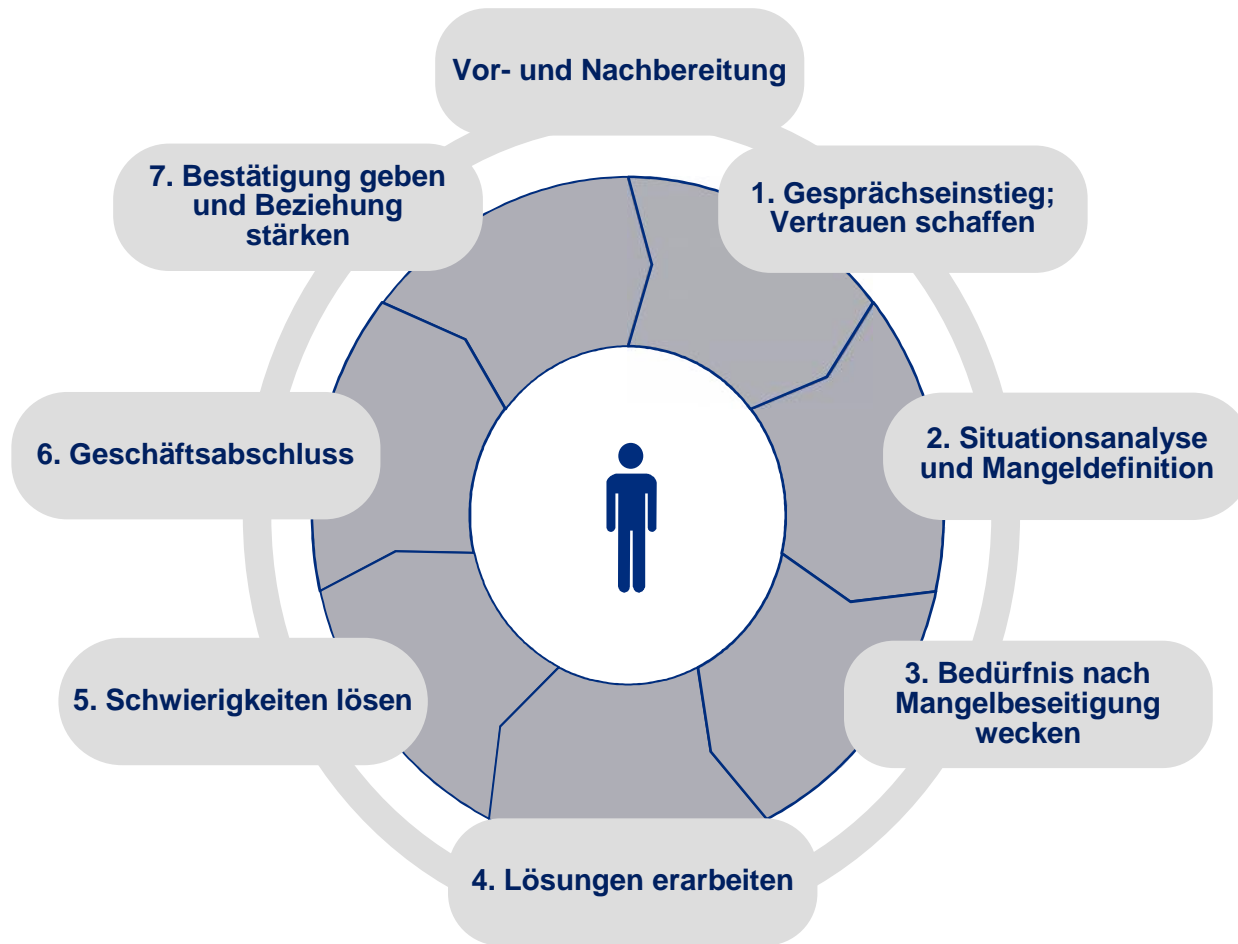 Vor- und Nachbereitung
1. Gesprächseinstieg;
Vertrauen schaffen
2. Situationsanalyse
und Mangeldefinition
3. Bedürfnis nach
Mangelbeseitigung
wecken
4. Lösungen erarbeiten
5. Schwierigkeiten lösen
6. Geschäftsabschluss
7. Bestätigung geben
und Beziehung
stärken